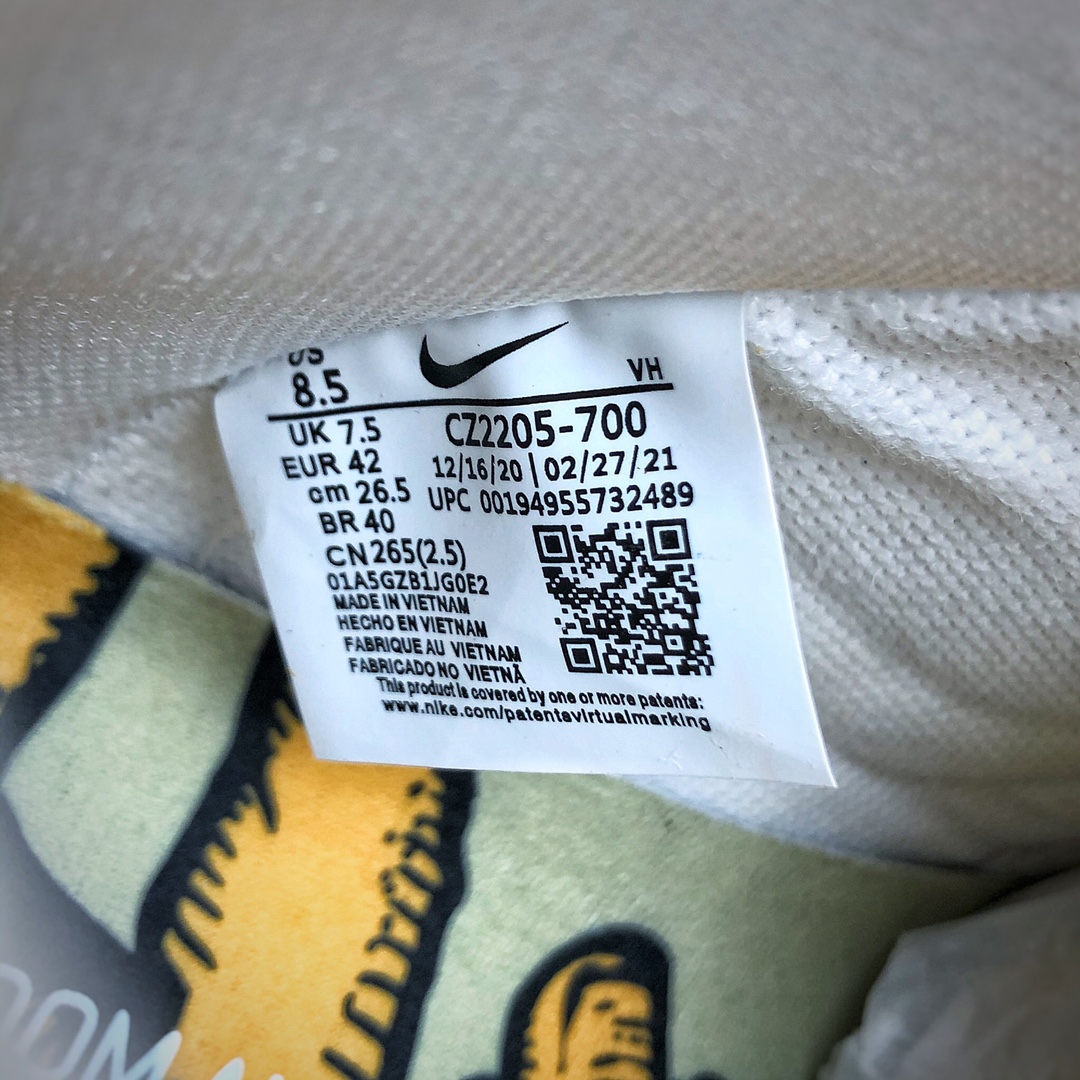 US
8.5
VH
UK 7.5
CZ2205-700
EUR 42
12/16/20 | 02/27/21
cm 26.5
UPC 00194955732489
BR 40
CN 265(2.5)
01A5GZB1JG0E2
MADE IN VIETNAM
HECHO EN VIETNAM
FABRIQUE AU VIETNAM
FABRICADO NO VIETNÃ
This product is covered by one or more patents:
www.nike.com/patentsvirtualmarking